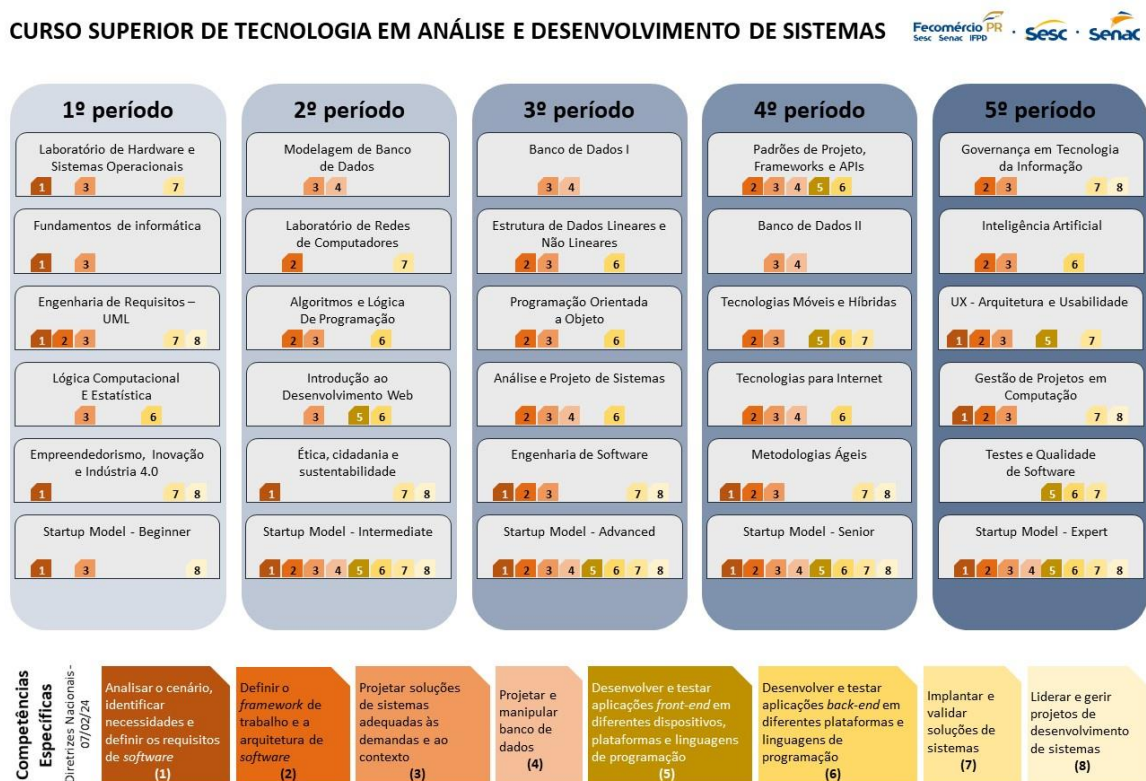 CURSO SUPERIOR DE TECNOLOGIA EM ANÁLISE E DESENVOLVIMENTO DE SISTEMAS
Fecomércio PR
Sesc Senac IFPD
Sesc
Senac
1º período
Laboratório de Hardware e
Sistemas Operacionais
1 3 7
Fundamentos de informática
1 3
Engenharia de Requisitos –
UML
1 2 3 7 8
Lógica Computacional
E Estatística
3 6
Empreendedorismo, Inovação
e Indústria 4.0
1 7 8
Startup Model - Beginner
1 3 8
2º período
Modelagem de Banco
de Dados
3 4
Laboratório de Redes
de Computadores
2 7
Algoritmos e Lógica
De Programação
2 3 6
Introdução ao
Desenvolvimento Web
3 5 6
Ética, cidadania e
sustentabilidade
1 7 8
Startup Model - Intermediate
1 2 3 4 5 6 7 8
3º período
Banco de Dados I
3 4
Estrutura de Dados Lineares e
Não Lineares
2 3 6
Programação Orientada
a Objeto
2 3 6
Análise e Projeto de Sistemas
2 3 4 6
Engenharia de Software
1 2 3 7 8
Startup Model - Advanced
1 2 3 4 5 6 7 8
4º período
Padrões de Projeto,
Frameworks e APIs
2 3 4 5 6
Banco de Dados II
3 4
Tecnologias Móveis e Híbridas
2 3 5 6 7
Tecnologias para Internet
2 3 4 6
Metodologias Ágeis
1 2 3 7 8
Startup Model - Senior
1 2 3 4 5 6 7 8
5º período
Governança em Tecnologia
da Informação
2 3 7 8
Inteligência Artificial
2 3 6
UX - Arquitetura e Usabilidade
1 2 3 5 7
Gestão de Projetos em
Computação
1 2 3 7 8
Testes e Qualidade
de Software
5 6 7
Startup Model - Expert
1 2 3 4 5 6 7 8
Competências
Específicas
Diretrizes Nacionais -
07/02/24
Analisar o cenário,
identificar
necessidades e
definir os requisitos
de software
(1)
Definir o
framework de
trabalho e a
arquitetura de
software
(2)
Projetar soluções
de sistemas
adequadas às
demandas e ao
contexto
(3)
Projetar e
manipular
banco de
dados
(4)
Desenvolver e testar
aplicações front-end em
diferentes dispositivos,
plataformas e linguagens
de programação
(5)
Desenvolver e testar
aplicações back-end em
diferentes plataformas e
linguagens de
programação
(6)
Implantar e
validar
soluções de
sistemas
(7)
Liderar e gerir
projetos de
desenvolvimento
de sistemas
(8)